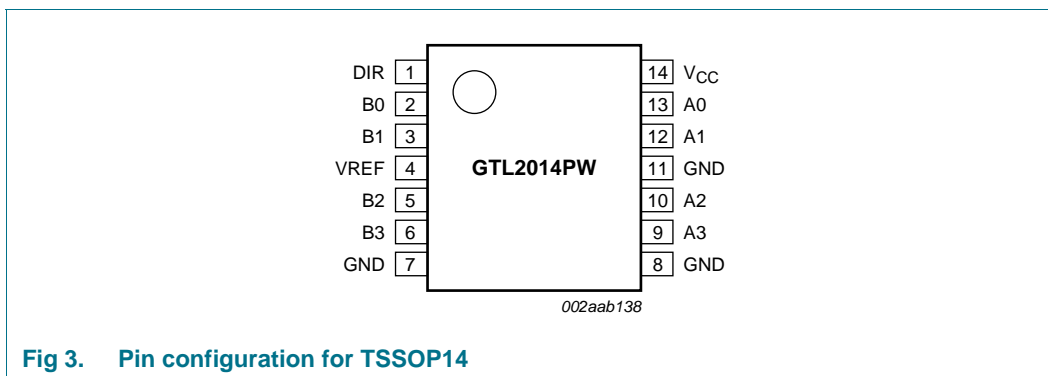 DIR 1 14 VCC
B0 2 13 A0
B1 3 12 A1
VREF 4 GTL2014PW 11 GND
B2 5 10 A2
B3 6 9 A3
GND 7 8 GND
002aab138
Fig 3. Pin configuration for TSSOP14